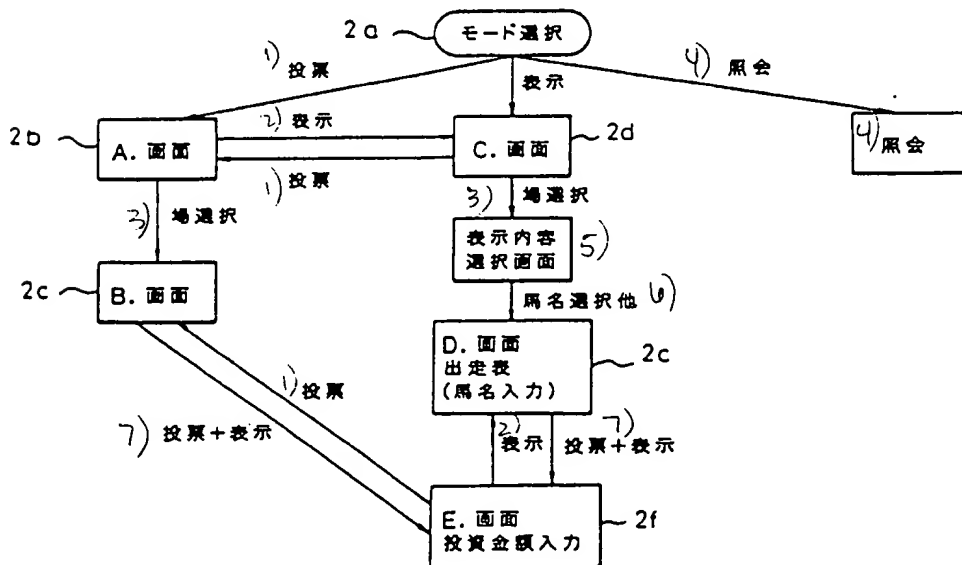 2a
モード選択
1) 投票
表示
4) 照会
2b
A. 画面
2) 表示
1) 投票
C. 画面
2d
4) 照会
3) 場選択
3) 場選択
表示内容
選択画面
5)
2c
B. 画面
馬名選択他 6)
D. 画面
出走表
(馬名入力)
2c
1) 投票
7) 投票+表示
2) 表示
7) 投票+表示
E. 画面
投資金額入力
2f